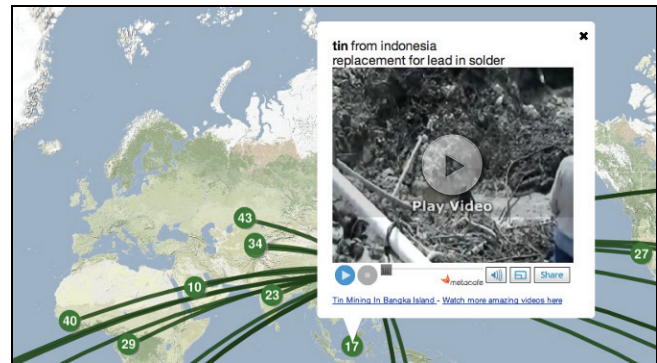 tin from indonesia
replacement for lead in solder
Play Video
metacafe
Share
Tin Mining In Bangka Island - Watch more amazing videos here
43
34
10
23
27
40
29
17